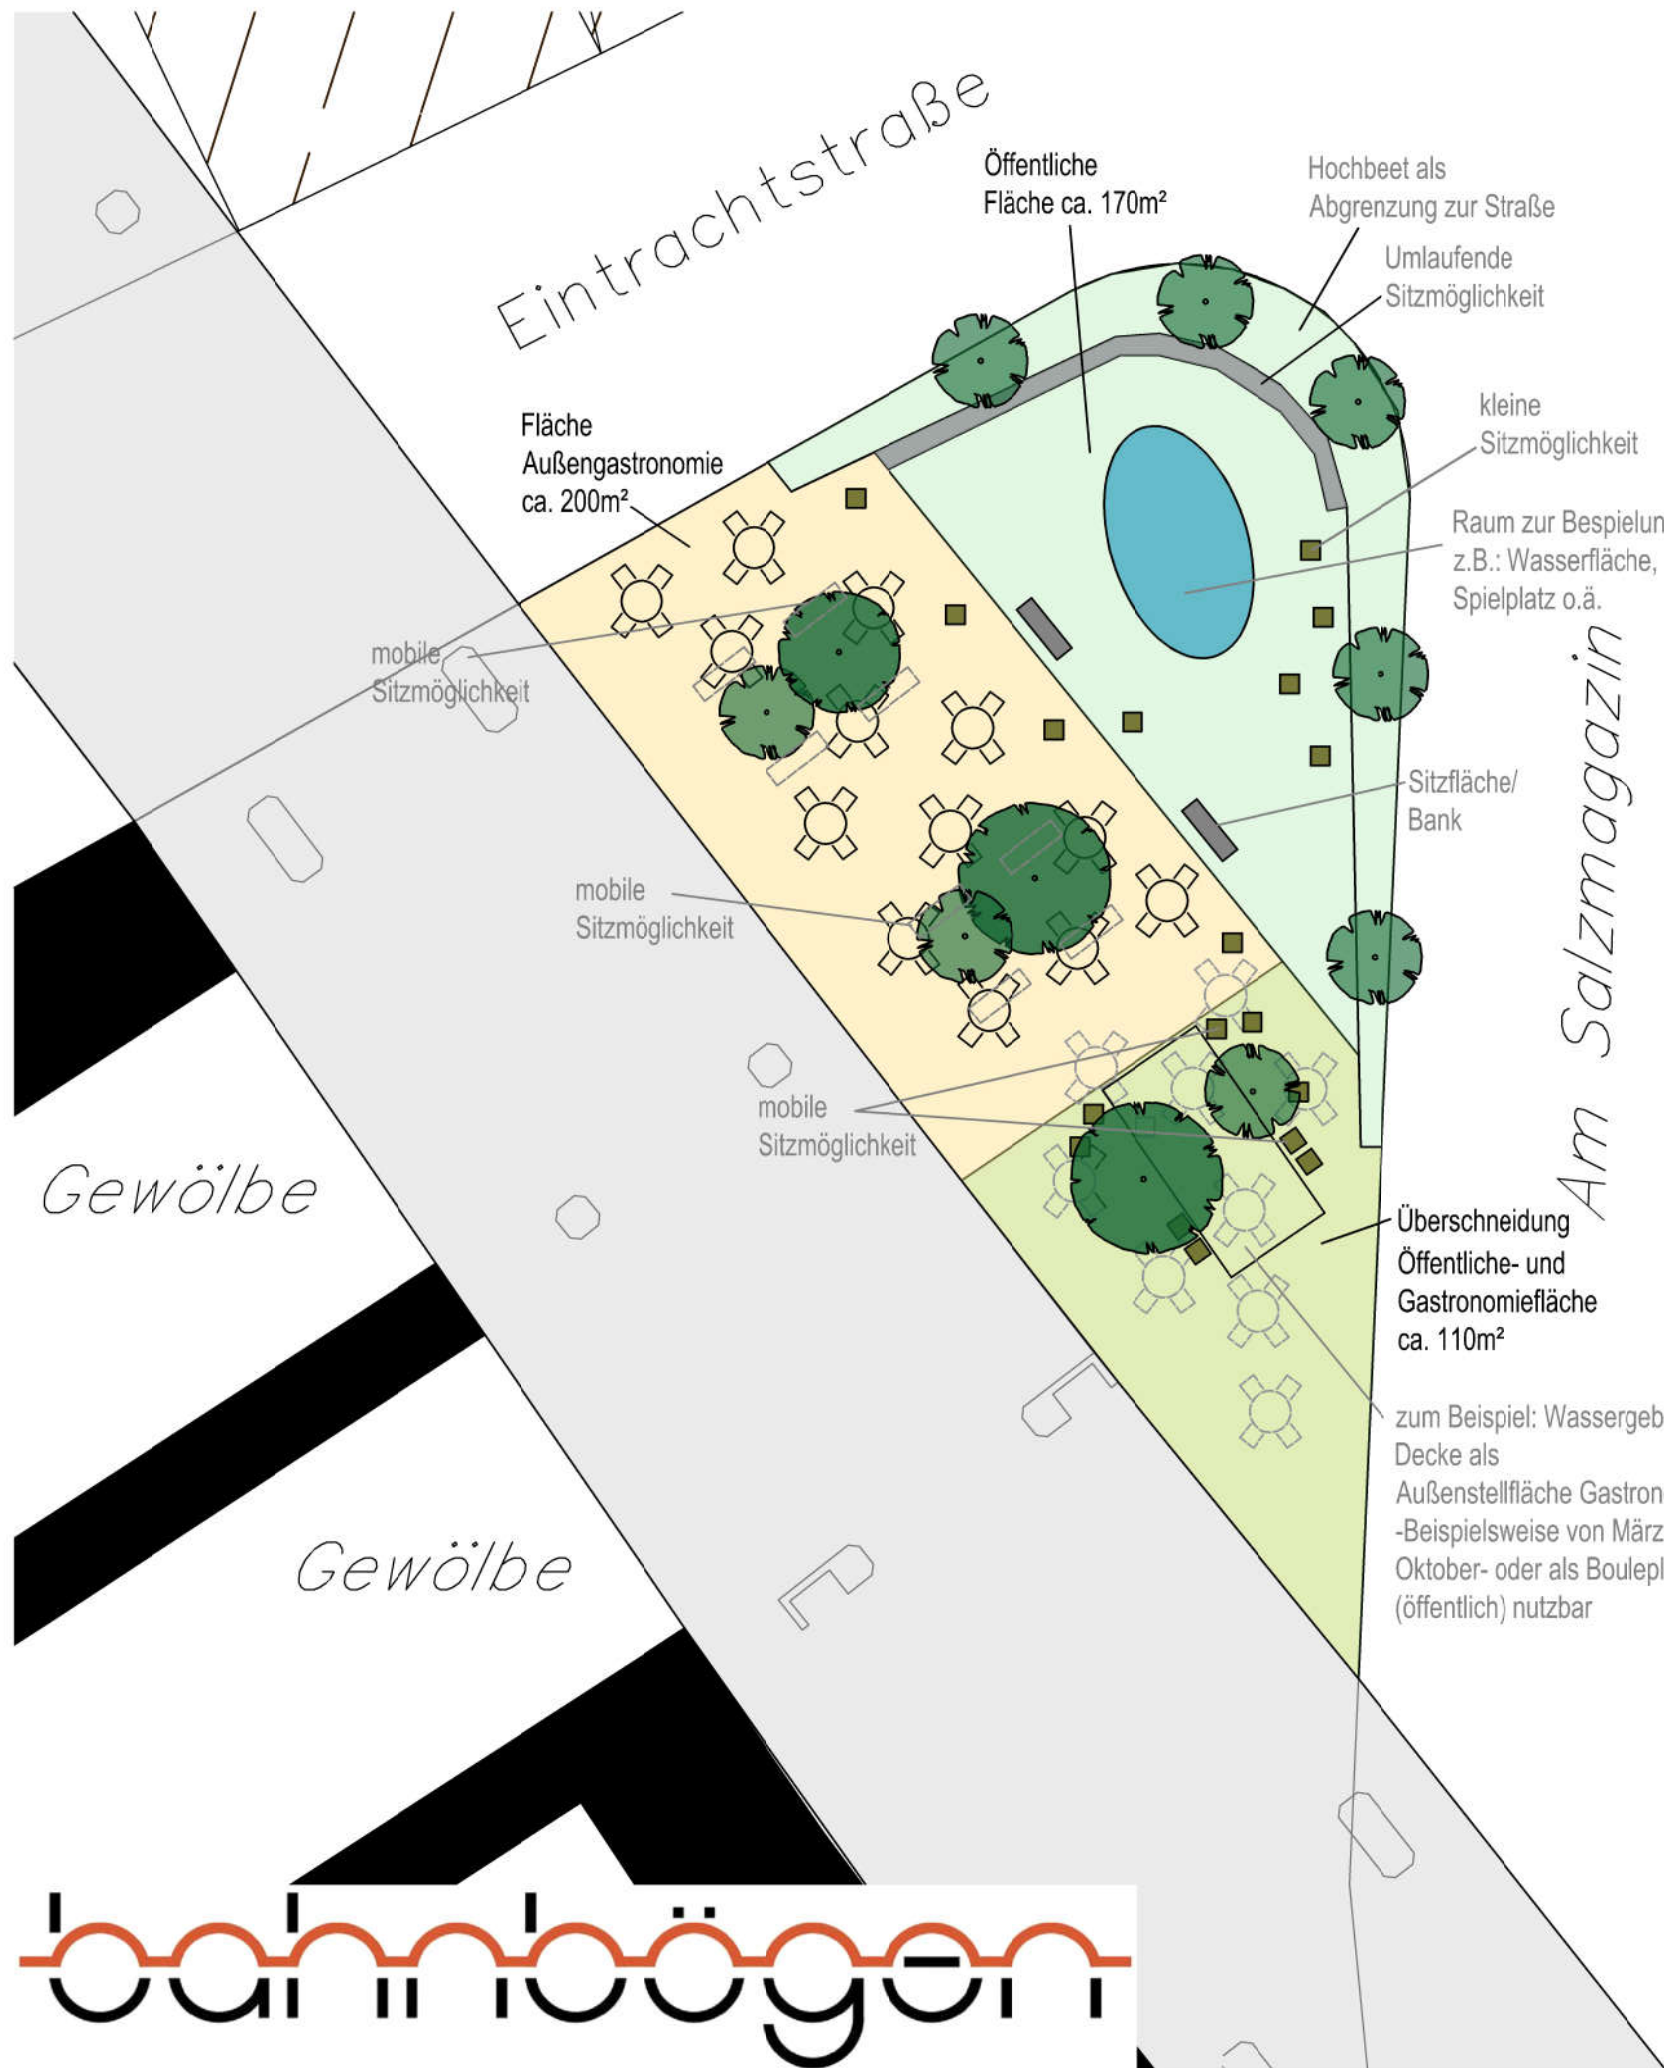 Eintrachtstraße
Öffentliche
Fläche ca. 170m²
Hochbeet als
Abgrenzung zur Straße
Umlaufende
Sitzmöglichkeit
kleine
Sitzmöglichkeit
Fläche
Außengastronomie
ca. 200m²
Raum zur Bespielun
z.B.: Wasserfläche,
Spielplatz o.ä.
mobile
Sitzmöglichkeit
Am Salzmagazin
Sitzfläche/
Bank
mobile
Sitzmöglichkeit
mobile
Sitzmöglichkeit
Gewölbe
Überschneidung
Öffentliche- und
Gastronomiefläche
ca. 110m²
zum Beispiel: Wassergeb
Decke als
Außenstellfläche Gastron
-Beispielsweise von März
Oktober- oder als Boulepl
(öffentlich) nutzbar
Gewölbe
bahnbögen